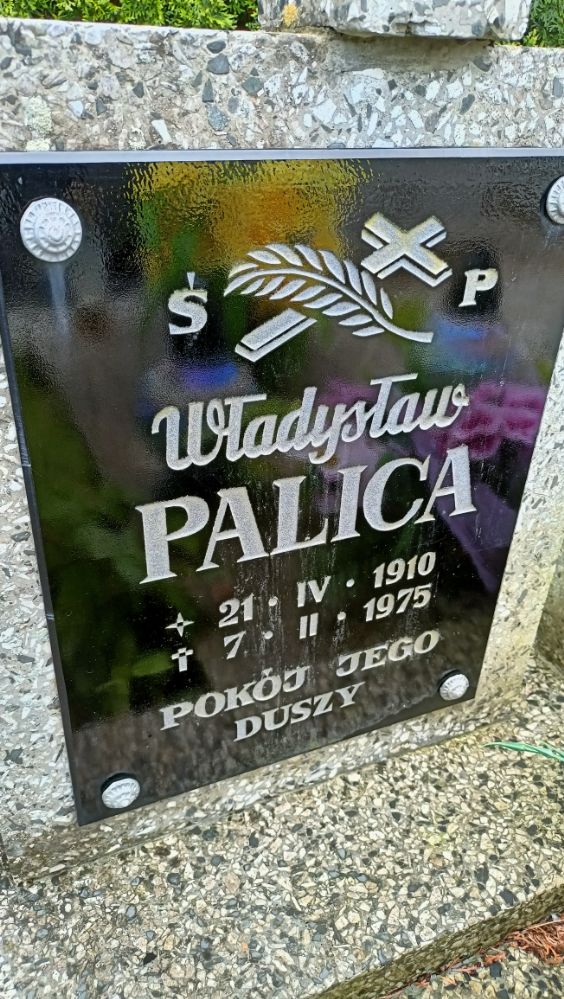 Ś P
Władysław
PALICA
21 · IV · 1910
7 · II · 1975
POKÓJ JEGO
DUSZY